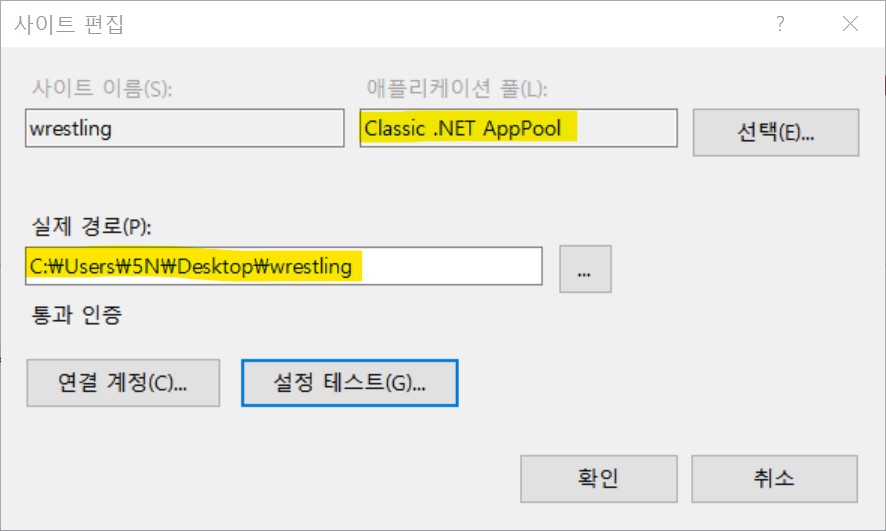 사이트 편집
?
사이트 이름(S):
애플리케이션 풀(L):
wrestling
Classic .NET AppPool
선택(E)...
실제 경로(P):
C:₩Users₩5N₩Desktop₩wrestling
...
통과 인증
연결 계정(C)...
설정 테스트(G)...
확인
취소